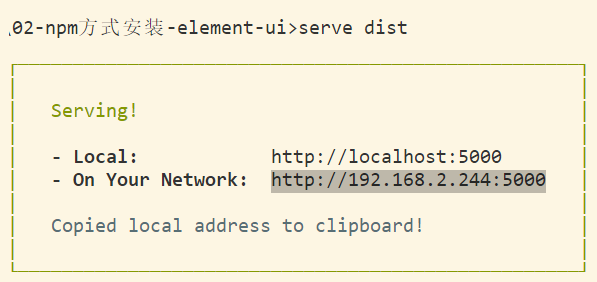 \02-npm方式安装-element-ui>serve dist
Serving!
- Local: http://localhost:5000
- On Your Network: http://192.168.2.244:5000
Copied local address to clipboard!